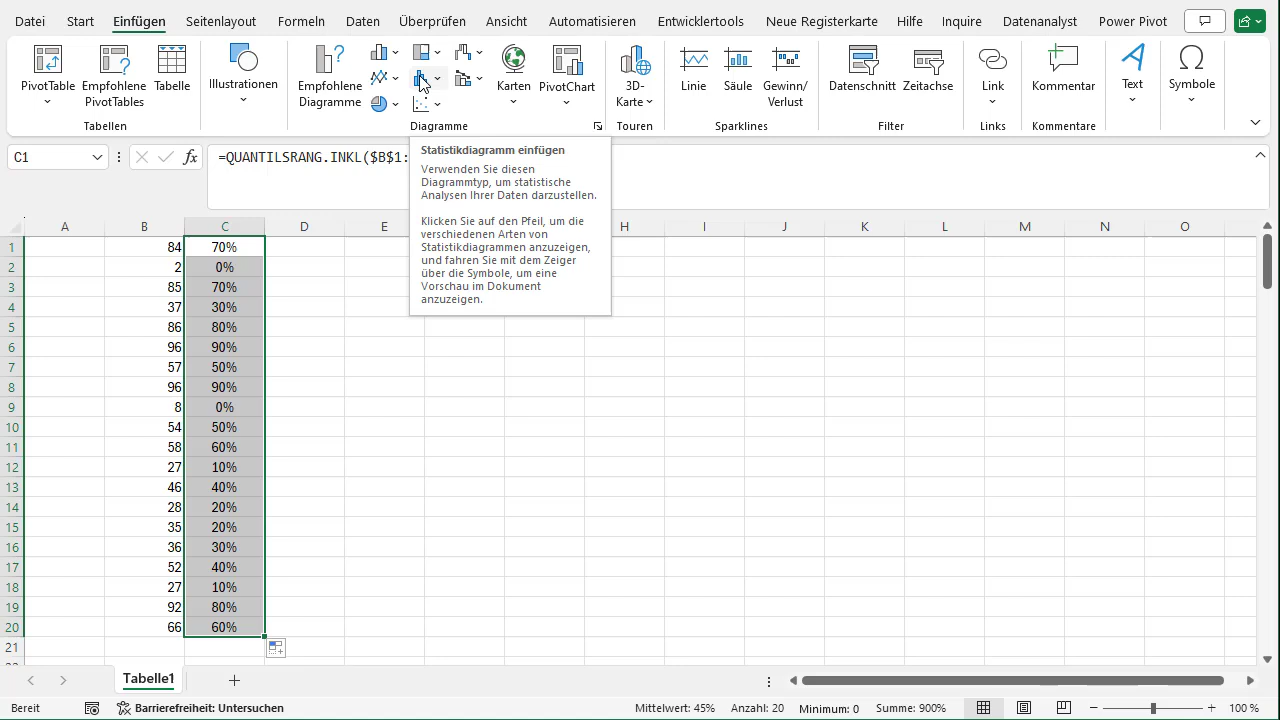 Datei Start Einfügen Seitenlayout Formeln Daten Überprüfen Ansicht Automatisieren Entwicklertools Neue Registerkarte Hilfe Inquire Datenanalyst Power Pivot
PivotTable Empfohlene PivotTables Tabelle Illustrationen Empfohlene Diagramme Karten PivotChart 3D-Karte Linie Säule Gewinn/Verlust Datenschnitt Zeitachse Link Kommentar Text Symbole
Tabellen Diagramme Touren Sparklines Filter Links Kommentare
C1 fx =QUANTILSRANG.INKL($B$1:
Statistikdiagramm einfügen
Verwenden Sie diesen
Diagrammtyp, um statistische
Analysen Ihrer Daten darzustellen.
Klicken Sie auf den Pfeil, um die
verschiedenen Arten von
Statistikdiagrammen anzuzeigen,
und fahren Sie mit dem Zeiger
über die Symbole, um eine
Vorschau im Dokument
anzuzeigen.
A B C D E H I J K L M N O
1 84 70%
2 2 0%
3 85 70%
4 37 30%
5 86 80%
6 96 90%
7 57 50%
8 96 90%
9 8 0%
10 54 50%
11 58 60%
12 27 10%
13 46 40%
14 28 20%
15 35 20%
16 36 30%
17 52 40%
18 27 10%
19 92 80%
20 66 60%
21
Tabelle1
Bereit Barrierefreiheit: Untersuchen Mittelwert: 45% Anzahl: 20 Minimum: 0 Summe: 900% 100 %